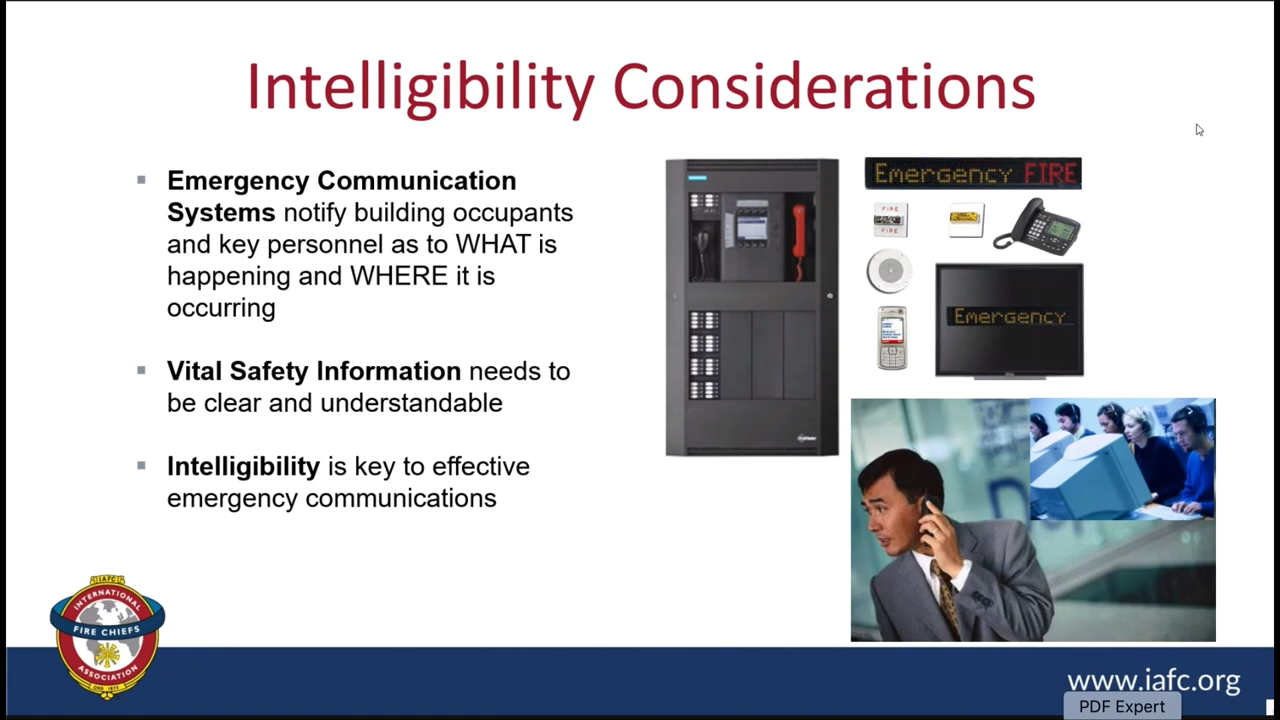 Intelligibility Considerations
Emergency Communication
Systems notify building occupants
and key personnel as to WHAT is
happening and WHERE it is
occurring
Vital Safety Information needs to
be clear and understandable
Intelligibility is key to effective
emergency communications
SIEMENS
Emergency FIRE
FIRE
FIRE
Emergency
IAFC
INTERNATIONAL
FIRE CHIEFS
ASSOCIATION
www.iafc.org
PDF Expert